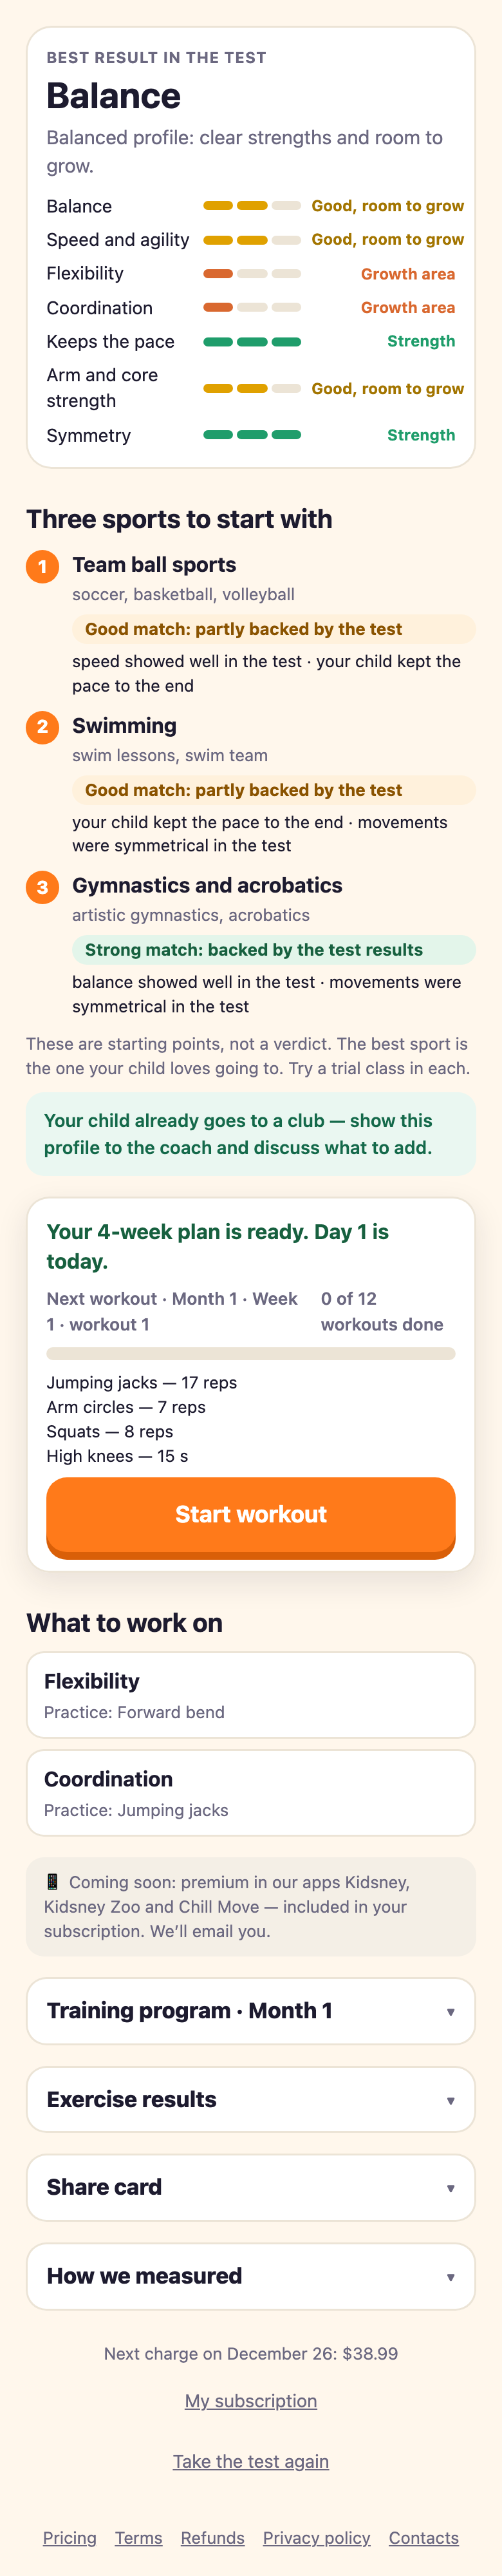 BEST RESULT IN THE TEST
Balance
Balanced profile: clear strengths and room to
grow.
Balance Good, room to grow
Speed and agility Good, room to grow
Flexibility Growth area
Coordination Growth area
Keeps the pace Strength
Arm and core
strength Good, room to grow
Symmetry Strength
Three sports to start with
1 Team ball sports
soccer, basketball, volleyball
Good match: partly backed by the test
speed showed well in the test · your child kept the
pace to the end
2 Swimming
swim lessons, swim team
Good match: partly backed by the test
your child kept the pace to the end · movements
were symmetrical in the test
3 Gymnastics and acrobatics
artistic gymnastics, acrobatics
Strong match: backed by the test results
balance showed well in the test · movements were
symmetrical in the test
These are starting points, not a verdict. The best sport is
the one your child loves going to. Try a trial class in each.
Your child already goes to a club — show this
profile to the coach and discuss what to add.
Your 4-week plan is ready. Day 1 is
today.
Next workout · Month 1 · Week
1 · workout 1
0 of 12
workouts done
Jumping jacks — 17 reps
Arm circles — 7 reps
Squats — 8 reps
High knees — 15 s
Start workout
What to work on
Flexibility
Practice: Forward bend
Coordination
Practice: Jumping jacks
📱 Coming soon: premium in our apps Kidsney,
Kidsney Zoo and Chill Move — included in your
subscription. We’ll email you.
Training program · Month 1 ▾
Exercise results ▾
Share card ▾
How we measured ▾
Next charge on December 26: $38.99
My subscription
Take the test again
Pricing Terms Refunds Privacy policy Contacts